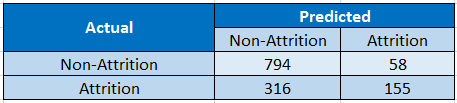 Actual Predicted
Non-Attrition Attrition
Non-Attrition 794 58
Attrition 316 155